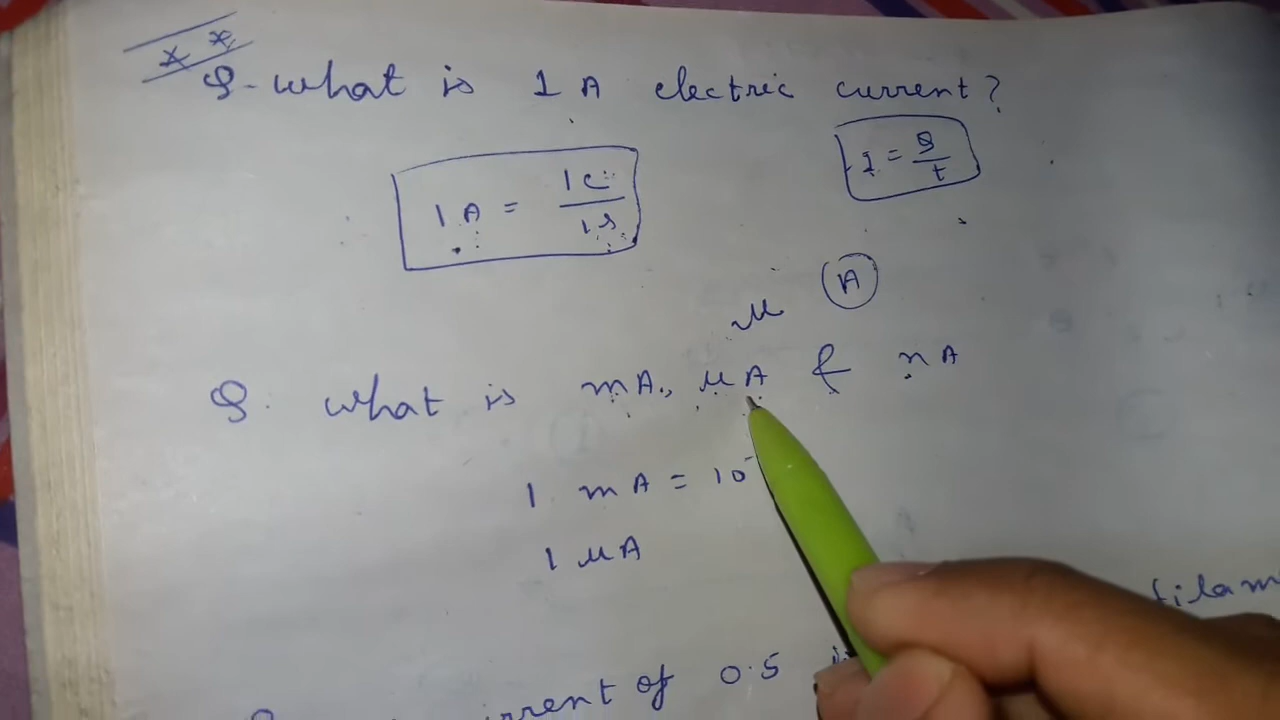 Q. What is 1 A electric current?
I = Q/t
1 A = 1C/1s
μ A
Q. What is mA, μA & nA
1 mA = 10⁻
1 μA
filam
of 0.5